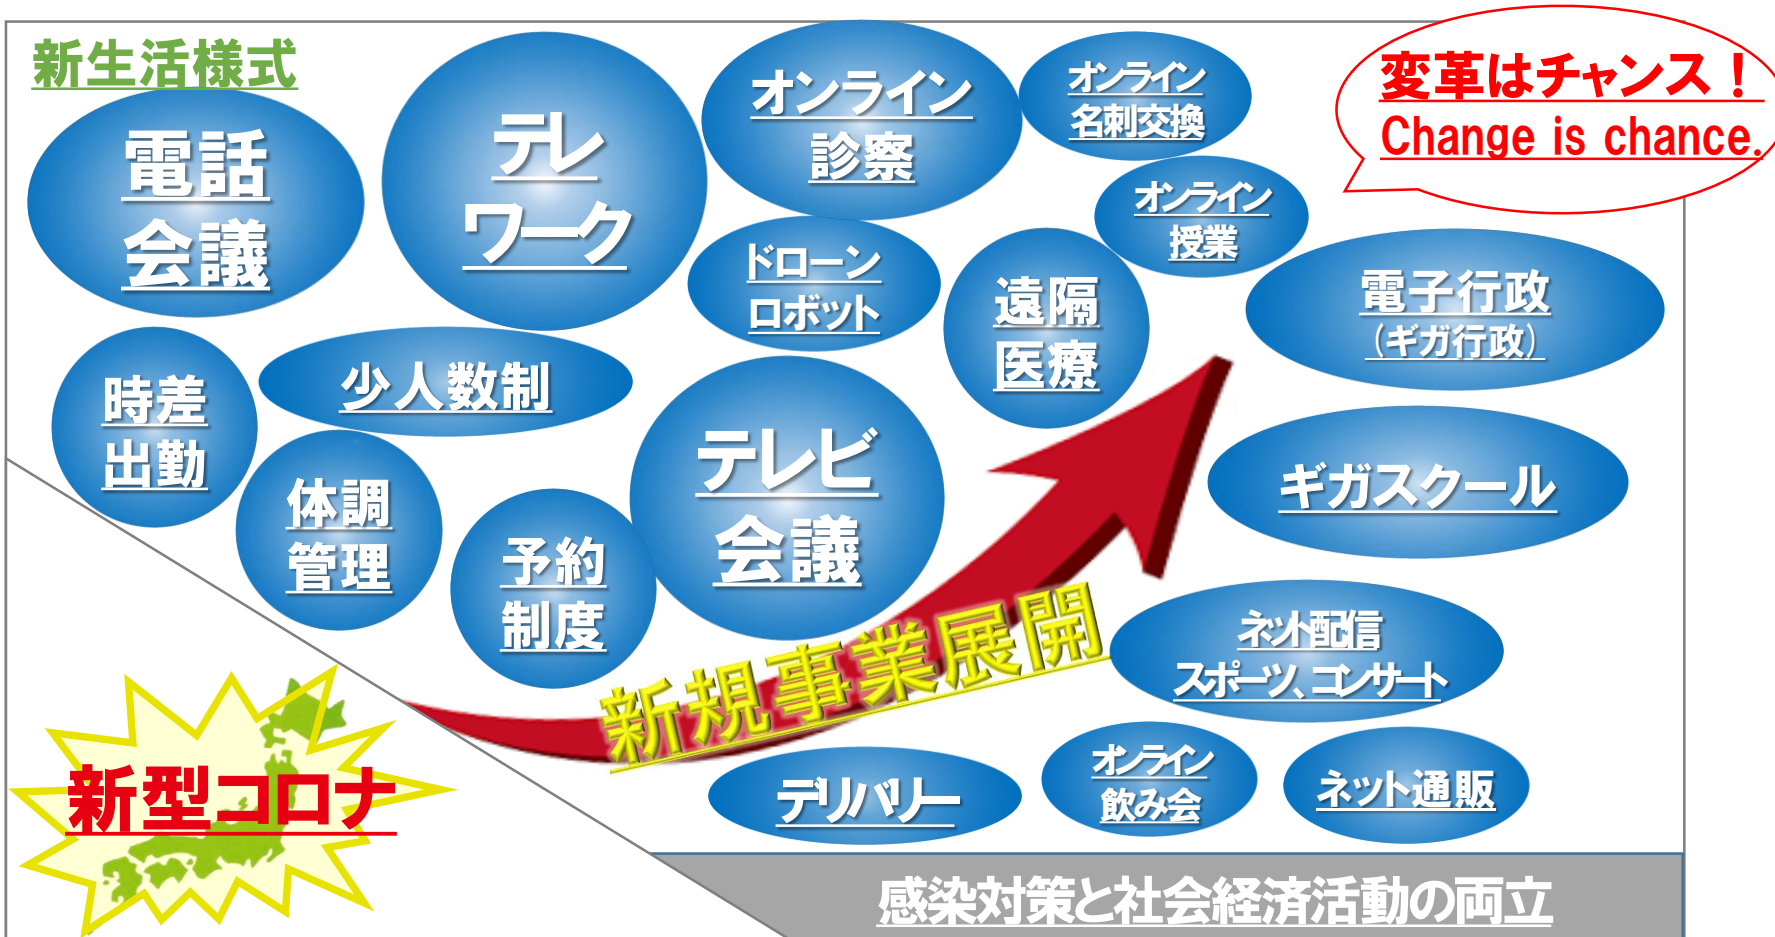 新生活様式
変革はチャンス！
Change is chance.
電話
会議
テレ
ワーク
オンライン
診察
オンライン
名刺交換
オンライン
授業
ドローン
ロボット
遠隔
医療
電子行政
（ギガ行政）
時差
出勤
少人数制
体調
管理
予約
制度
テレビ
会議
ギガスクール
新規事業展開
ネット配信
スポーツ、コンサート
デリバリー
オンライン
飲み会
ネット通販
新型コロナ
感染対策と社会経済活動の両立